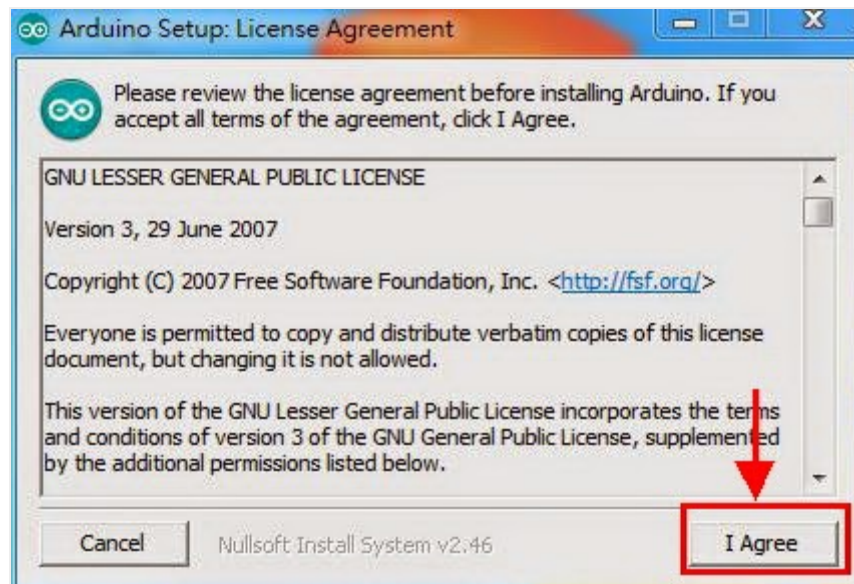 Arduino Setup: License Agreement
Please review the license agreement before installing Arduino. If you
accept all terms of the agreement, click I Agree.
GNU LESSER GENERAL PUBLIC LICENSE
Version 3, 29 June 2007
Copyright (C) 2007 Free Software Foundation, Inc. <http://fsf.org/>
Everyone is permitted to copy and distribute verbatim copies of this license
document, but changing it is not allowed.
This version of the GNU Lesser General Public License incorporates the terms
and conditions of version 3 of the GNU General Public License, supplemented
by the additional permissions listed below.
Cancel
Nullsoft Install System v2.46
I Agree